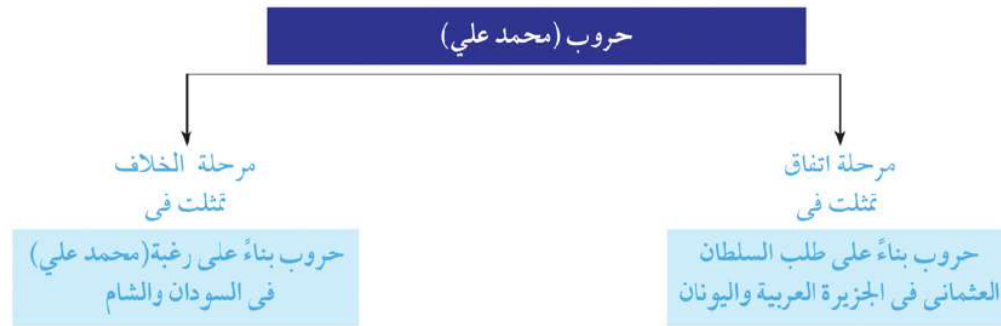 حروب (محمد علي)
مرحلة اتفاق
تمثلت فى
حروب بناءً على طلب السلطان
العثمانى فى الجزيرة العربية واليونان
مرحلة الخلاف
تمثلت فى
حروب بناءً على رغبة(محمد علي)
فى السودان والشام